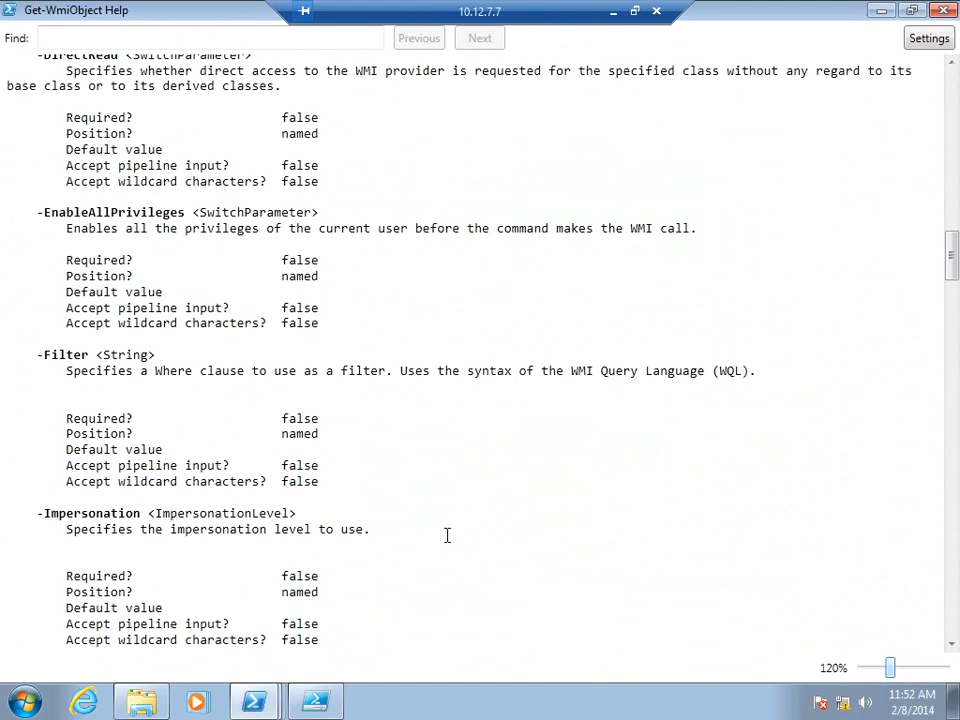 Get-WmiObject Help
10.12.7.7
Find:
Previous
Next
Settings
-DirectRead <SwitchParameter>
Specifies whether direct access to the WMI provider is requested for the specified class without any regard to its
base class or to its derived classes.
Required? false
Position? named
Default value
Accept pipeline input? false
Accept wildcard characters? false
-EnableAllPrivileges <SwitchParameter>
Enables all the privileges of the current user before the command makes the WMI call.
Required? false
Position? named
Default value
Accept pipeline input? false
Accept wildcard characters? false
-Filter <String>
Specifies a Where clause to use as a filter. Uses the syntax of the WMI Query Language (WQL).
Required? false
Position? named
Default value
Accept pipeline input? false
Accept wildcard characters? false
-Impersonation <ImpersonationLevel>
Specifies the impersonation level to use.
Required? false
Position? named
Default value
Accept pipeline input? false
Accept wildcard characters? false
120%
11:52 AM
2/8/2014